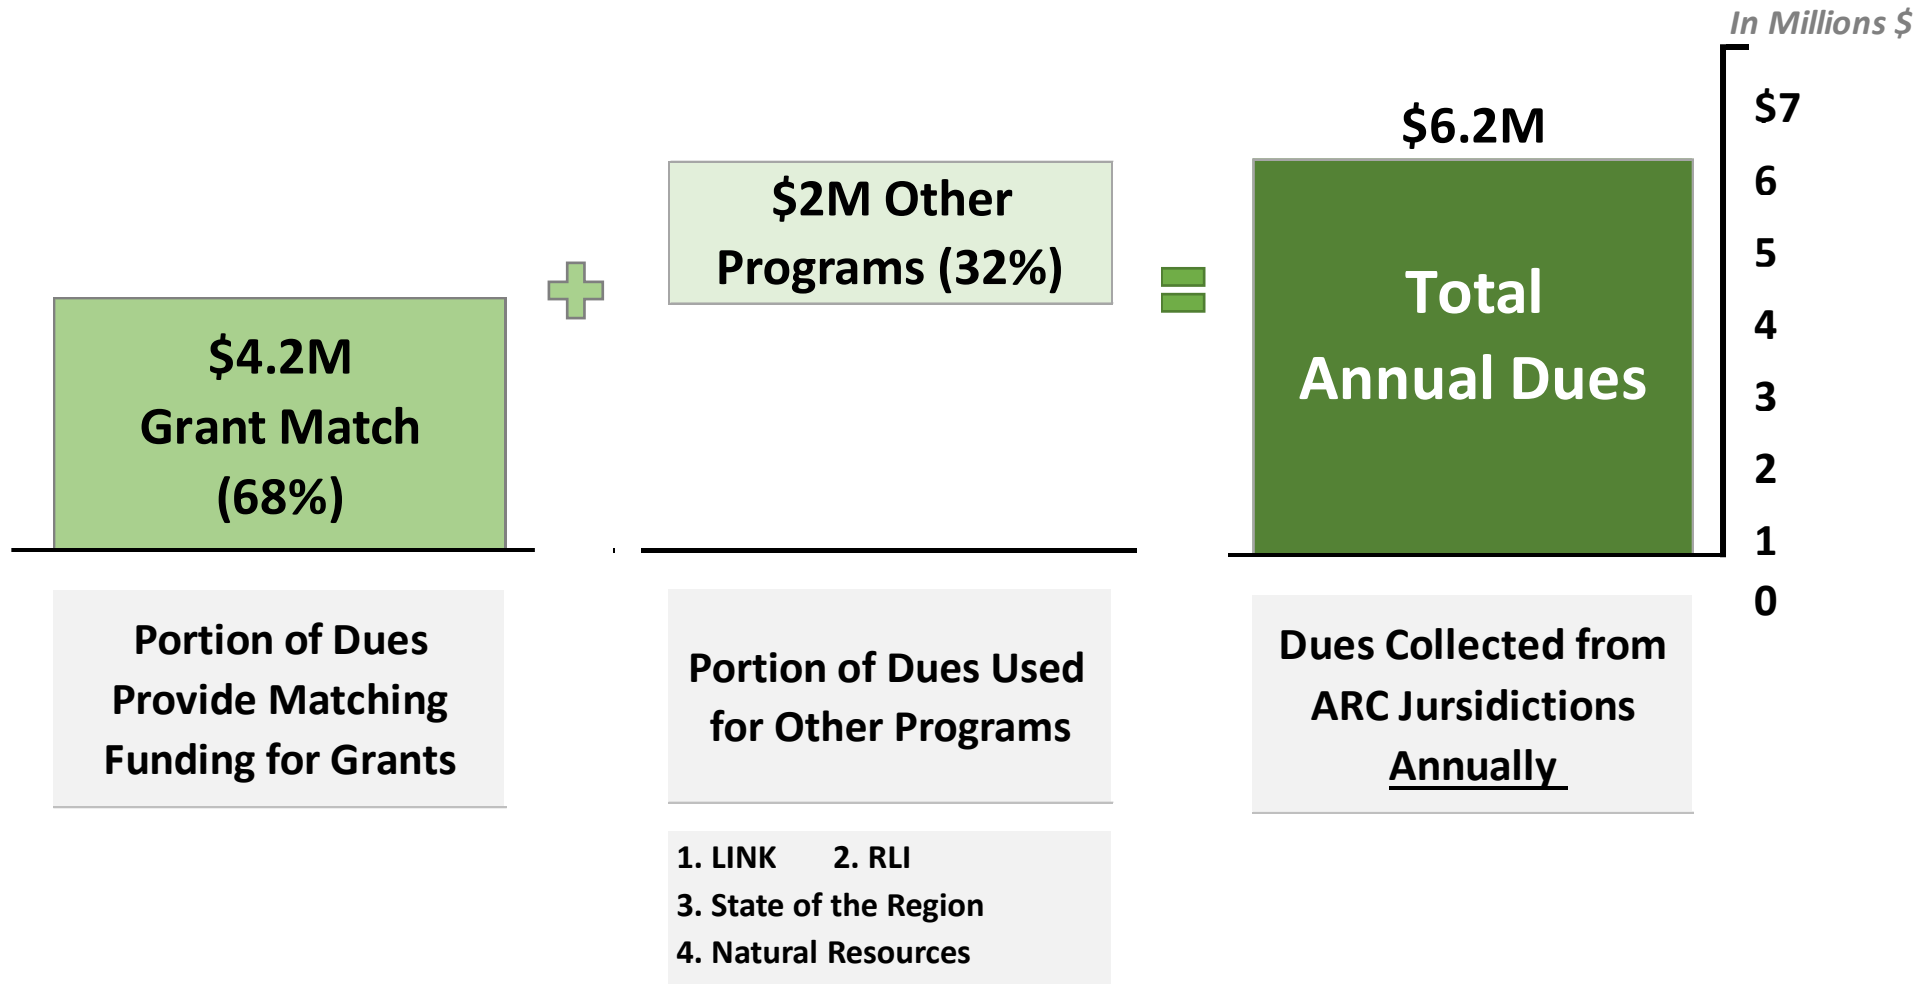 In Millions $
$4.2M
Grant Match
(68%)
$2M Other
Programs (32%)
$6.2M
Total
Annual Dues
$7
6
5
4
3
2
1
0
Portion of Dues
Provide Matching
Funding for Grants
Portion of Dues Used
for Other Programs
1. LINK 2. RLI
3. State of the Region
4. Natural Resources
Dues Collected from
ARC Jursidictions
Annually